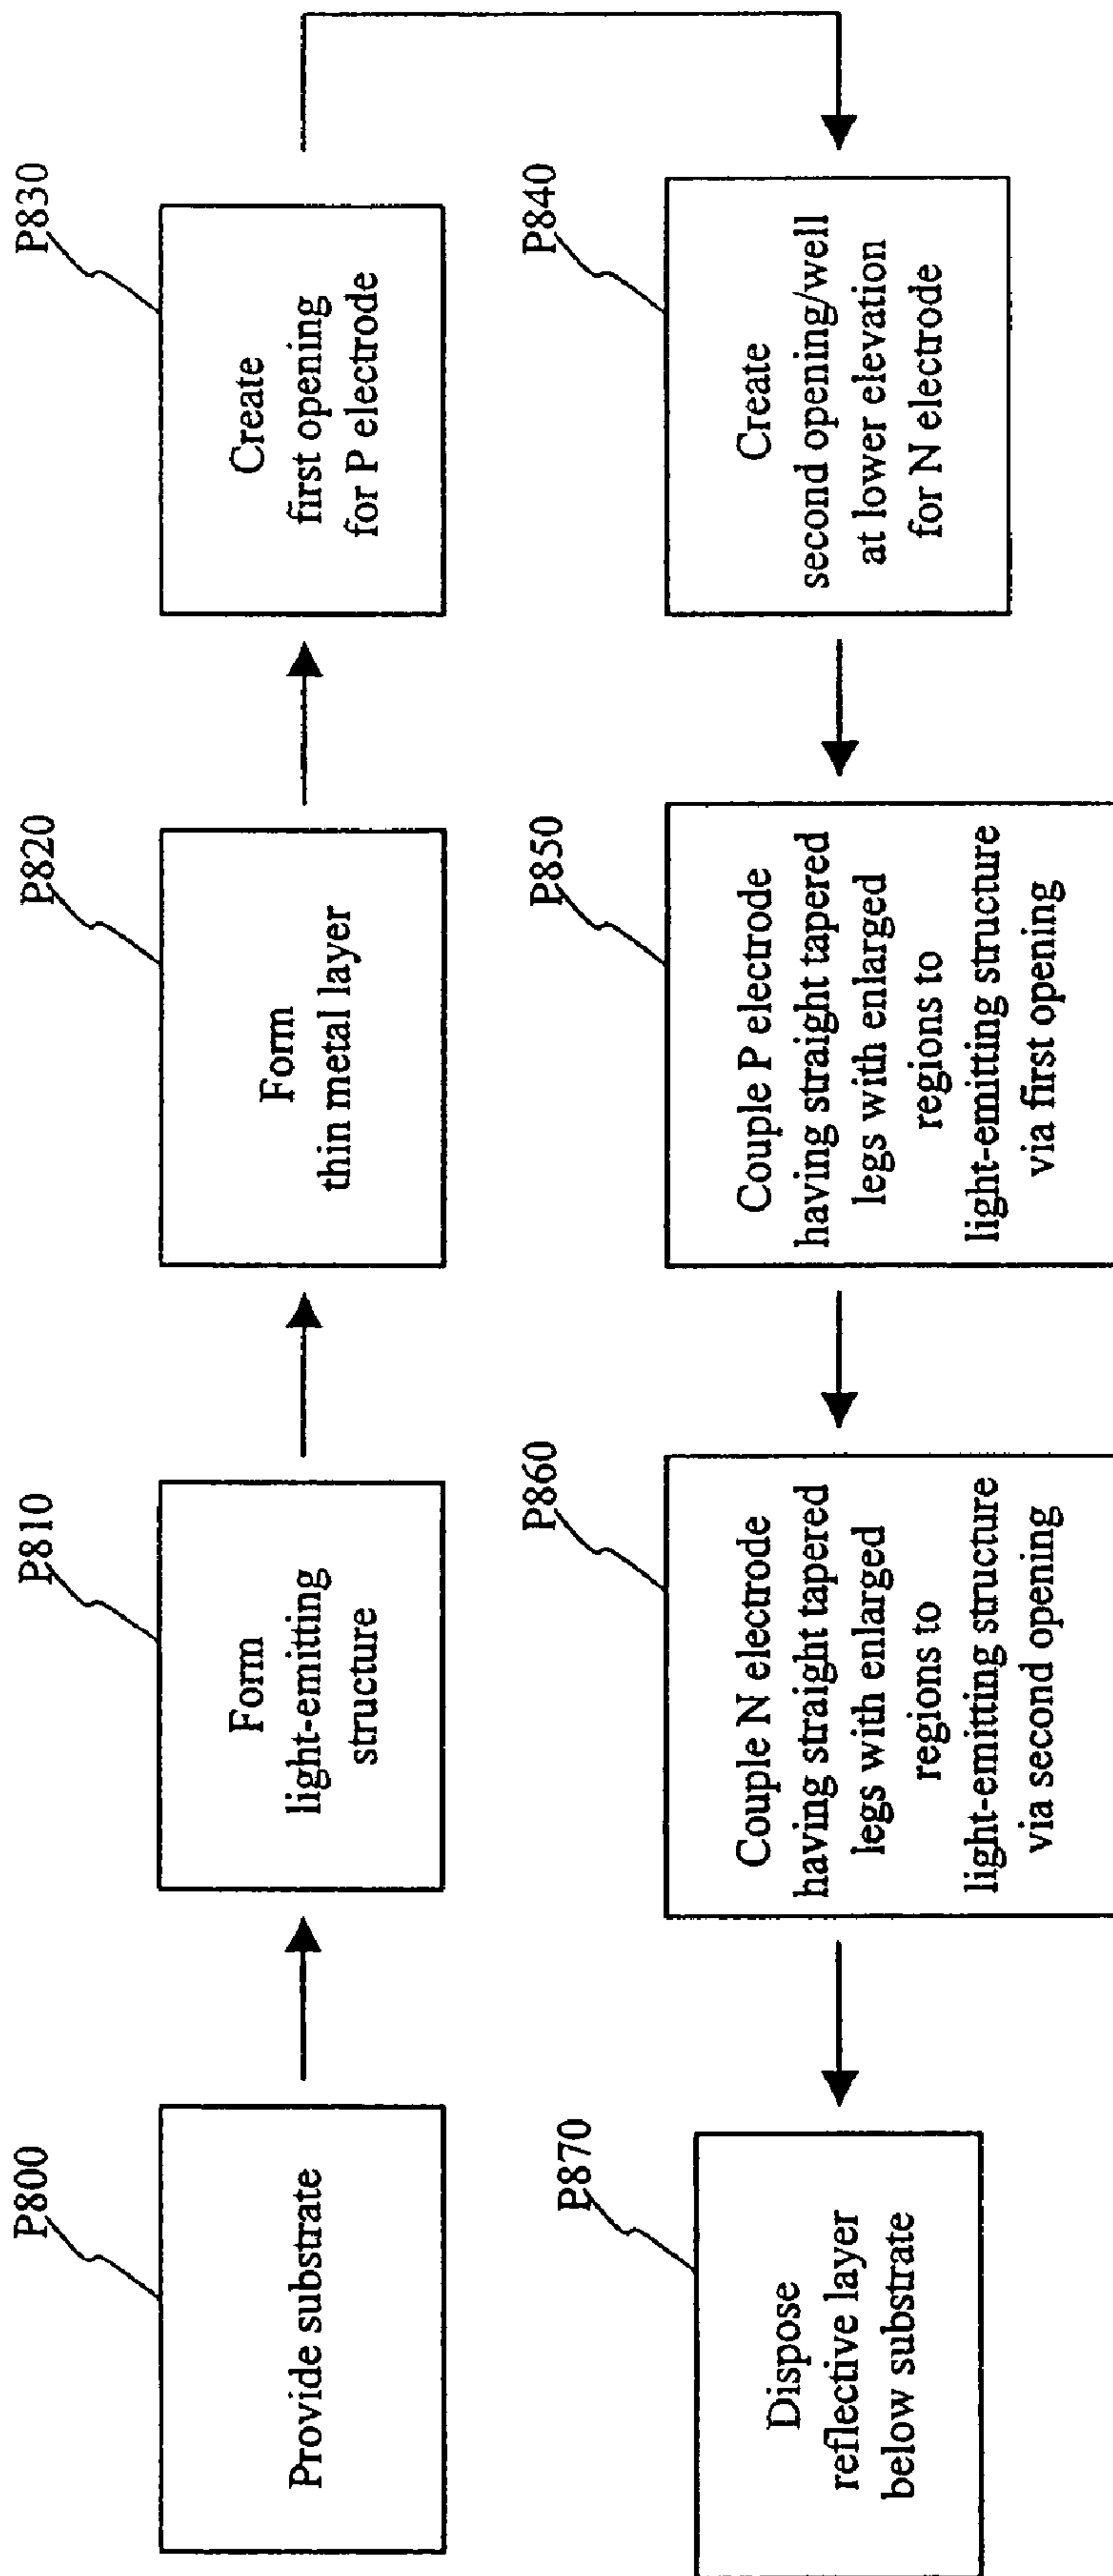 P800
Provide substrate
P810
Form
light-emitting
structure
P820
Form
thin metal layer
P830
Create
first opening
for P electrode
P840
Create
second opening/well
at lower elevation
for N electrode
P850
Couple P electrode
having straight tapered
legs with enlarged
regions to
light-emitting structure
via first opening
P860
Couple N electrode
having straight tapered
legs with enlarged
regions to
light-emitting structure
via second opening
P870
Dispose
reflective layer
below substrate